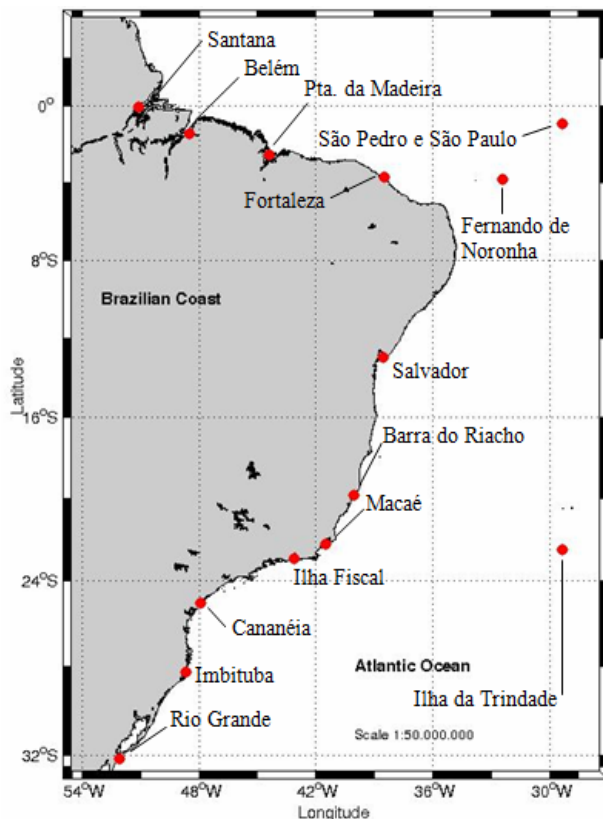 Santana
Belém
Pta. da Madeira
0°
São Pedro e São Paulo
Fortaleza
Fernando de
Noronha
8°S
Brazilian Coast
Salvador
Latitude
16°S
Barra do Riacho
Macaé
Ilha Fiscal
24°S
Cananéia
Atlantic Ocean
Imbituba
Ilha da Trindade
Rio Grande
Scale 1:50.000.000
32°S
54°W
48°W
42°W
36°W
30°W
Longitude